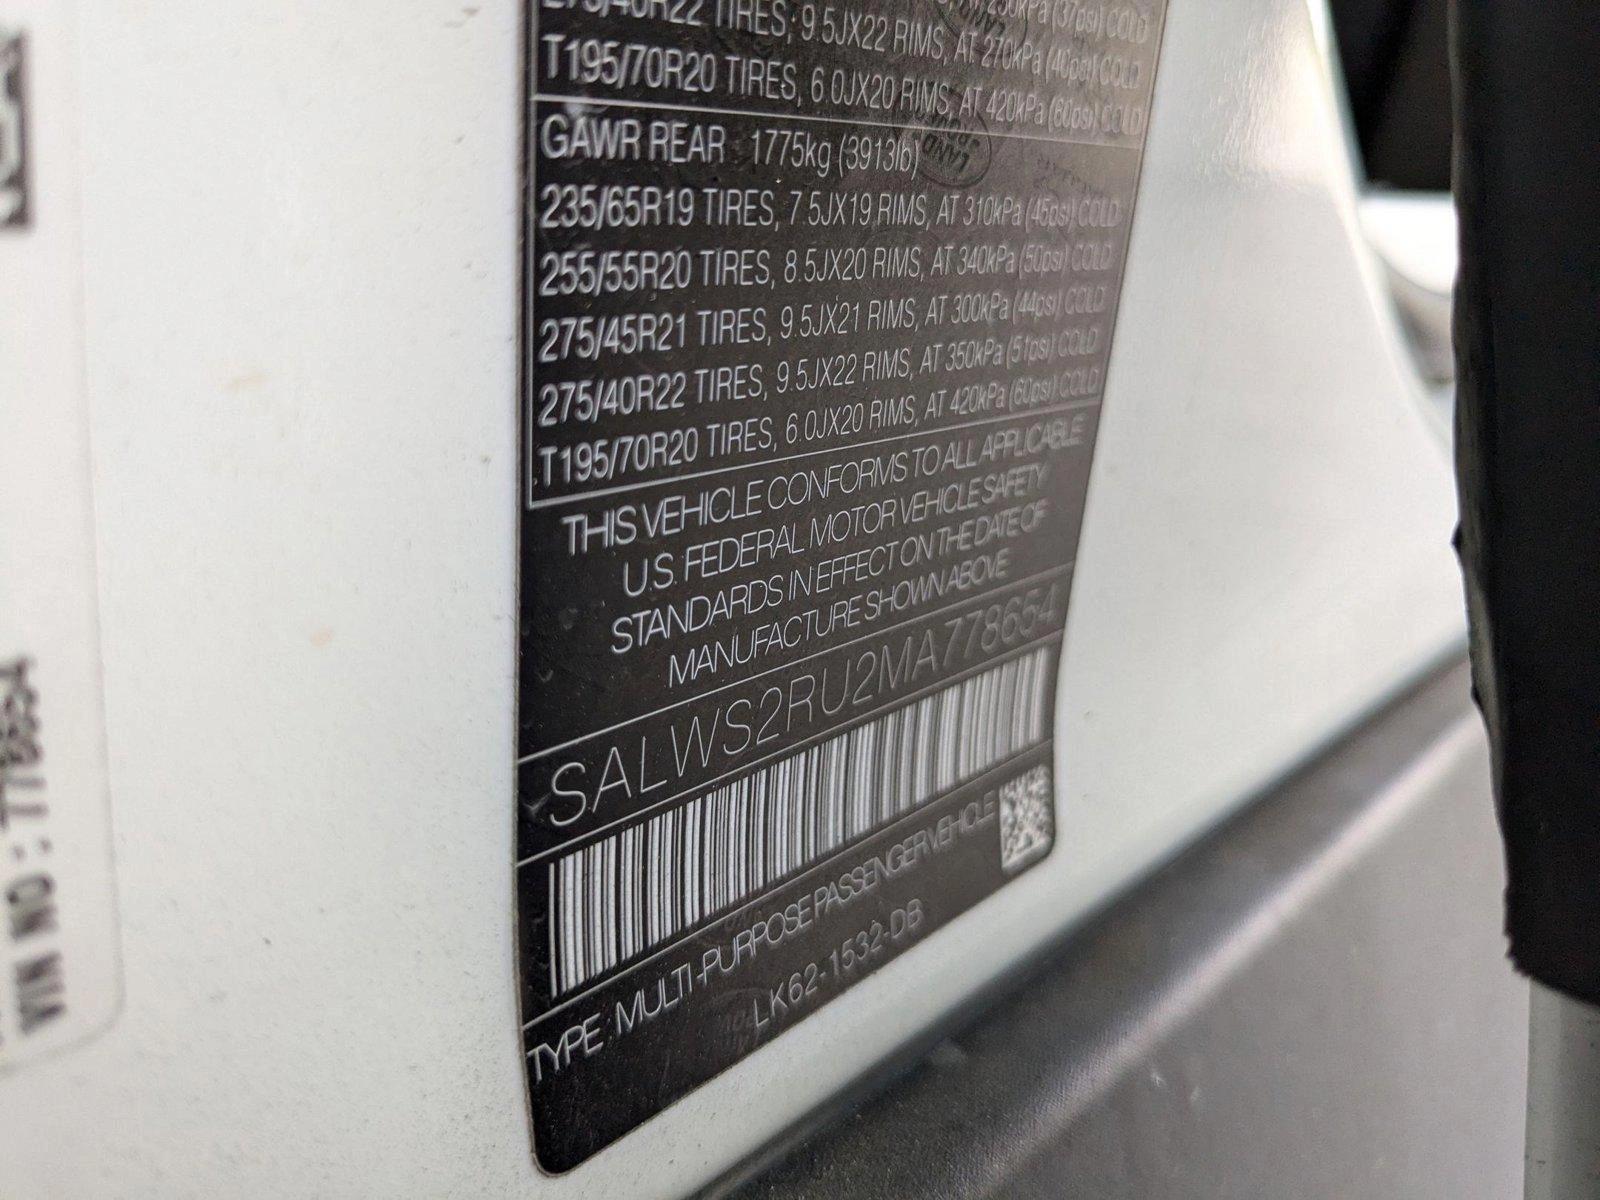 275/40R22 TIRES, 9.5JX22 RIMS, AT 270kPa (40psi) COLD
T195/70R20 TIRES, 6.0JX20 RIMS, AT 420kPa (60psi) COLD
GAWR REAR 1775kg (3913lb)
235/65R19 TIRES, 7.5JX19 RIMS, AT 310kPa (45psi) COLD
255/55R20 TIRES, 8.5JX20 RIMS, AT 340kPa (50psi) COLD
275/45R21 TIRES, 9.5JX21 RIMS, AT 300kPa (44psi) COLD
275/40R22 TIRES, 9.5JX22 RIMS, AT 350kPa (51psi) COLD
T195/70R20 TIRES, 6.0JX20 RIMS, AT 420kPa (60psi) COLD
THIS VEHICLE CONFORMS TO ALL APPLICABLE
U.S. FEDERAL MOTOR VEHICLE SAFETY
STANDARDS IN EFFECT ON THE DATE OF
MANUFACTURE SHOWN ABOVE
SALWS2RU2MA778654
TYPE MULTI-PURPOSE PASSENGER VEHICLE
LK62-1532-DB
VIN NO : 778654
LAND